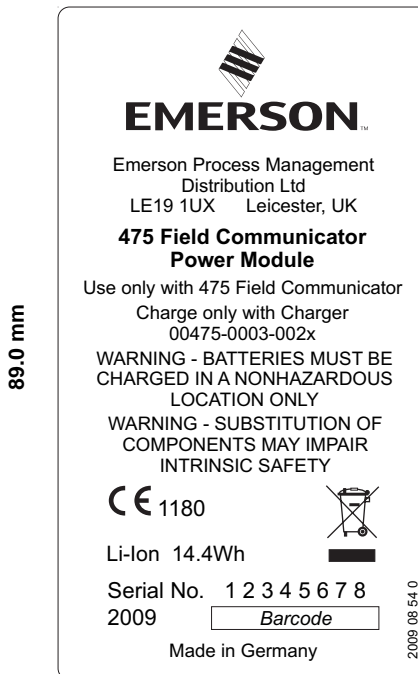 EMERSON™
Emerson Process Management
Distribution Ltd
LE19 1UX Leicester, UK
475 Field Communicator
Power Module
Use only with 475 Field Communicator
Charge only with Charger
00475-0003-002x
WARNING - BATTERIES MUST BE
CHARGED IN A NONHAZARDOUS
LOCATION ONLY
WARNING - SUBSTITUTION OF
COMPONENTS MAY IMPAIR
INTRINSIC SAFETY
CE 1180
Li-Ion 14.4Wh
Serial No. 1 2 3 4 5 6 7 8
2009 Barcode
Made in Germany
89.0 mm
2009 08 54 0